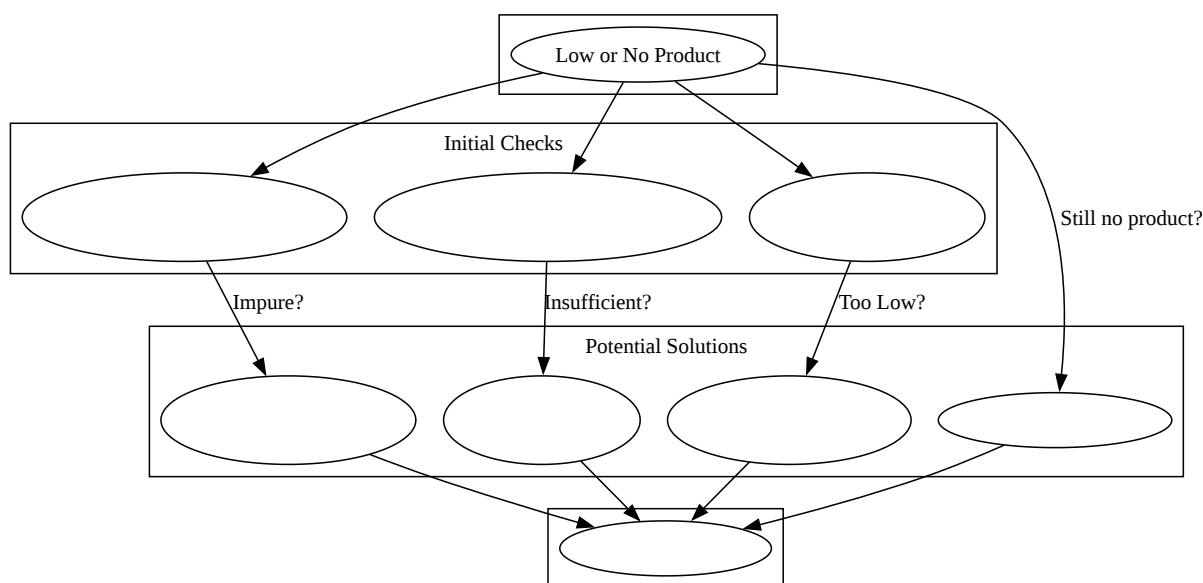 Low or No Product
Initial Checks
Still no product?
Impure?
Insufficient?
Too Low?
Potential Solutions